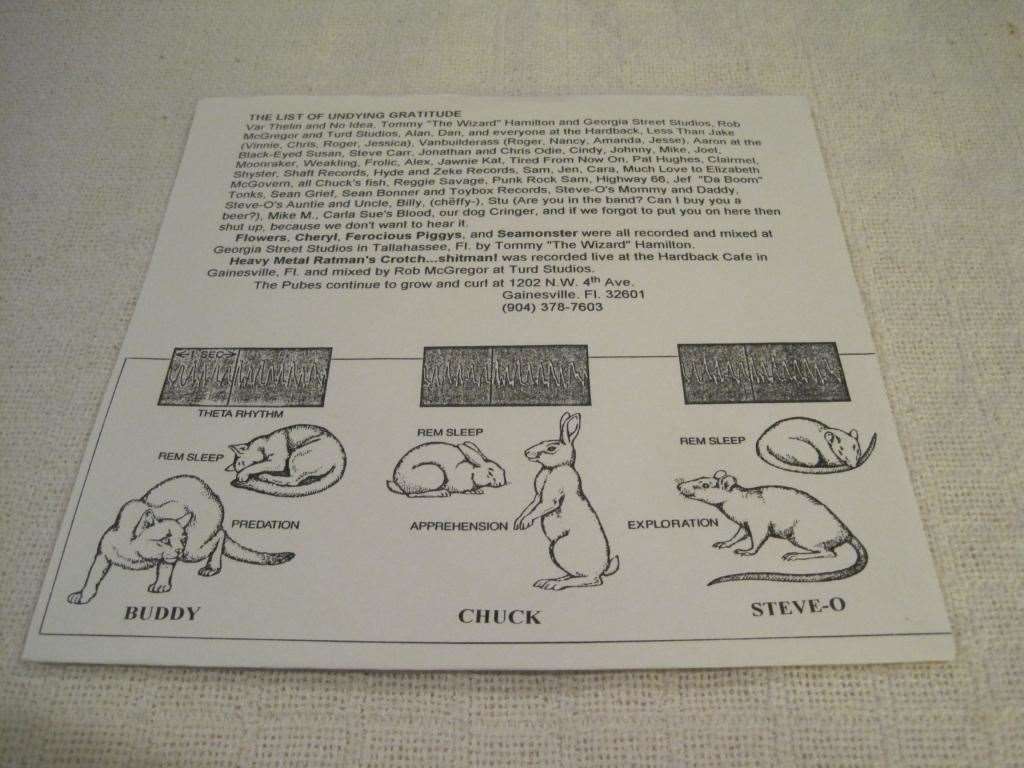 THE LIST OF UNDYING GRATITUDE
Var Thelin and No Idea, Tommy "The Wizard" Hamilton and Georgia Street Studios, Rob
McGregor and Turd Studios, Alan, Dan, and everyone at the Hardback, Less Than Jake
(Vinnie, Chris, Roger, Jessica), Vanbuilderass (Roger, Nancy, Amanda, Jesse), Aaron at the
Black-Eyed Susan, Steve Carr, Jonathan and Chris Odie, Cindy, Johnny, Mike, Joel,
Moonraker, Weakling, Frolic, Alex, Jawnie Kat, Tired From Now On, Pat Hughes, Clairmel,
Shyster, Shaft Records, Hyde and Zeke Records, Sam, Jen, Cara, Much Love to Elizabeth
McGovern, all Chuck's fish, Reggie Savage, Punk Rock Sam, Highway 66, Jef "Da Boom"
Tonks, Sean Grief, Sean Bonner and Toybox Records, Steve-O's Mommy and Daddy,
Steve-O's Auntie and Uncle, Billy, (chëffy-), Stu (Are you in the band? Can I buy you a
beer?), Mike M., Carla Sue's Blood, our dog Cringer, and if we forgot to put you on here then
shut up, because we don't want to hear it.
Flowers, Cheryl, Ferocious Piggys, and Seamonster were all recorded and mixed at
Georgia Street Studios in Tallahassee, Fl. by Tommy "The Wizard" Hamilton.
Heavy Metal Ratman's Crotch...shitman! was recorded live at the Hardback Cafe in
Gainesville, Fl. and mixed by Rob McGregor at Turd Studios.
The Pubes continue to grow and curl at 1202 N.W. 4th Ave.
Gainesville, Fl. 32601
(904) 378-7603
1 SEC
THETA RHYTHM
REM SLEEP
PREDATION
BUDDY
REM SLEEP
APPREHENSION
CHUCK
REM SLEEP
EXPLORATION
STEVE-O